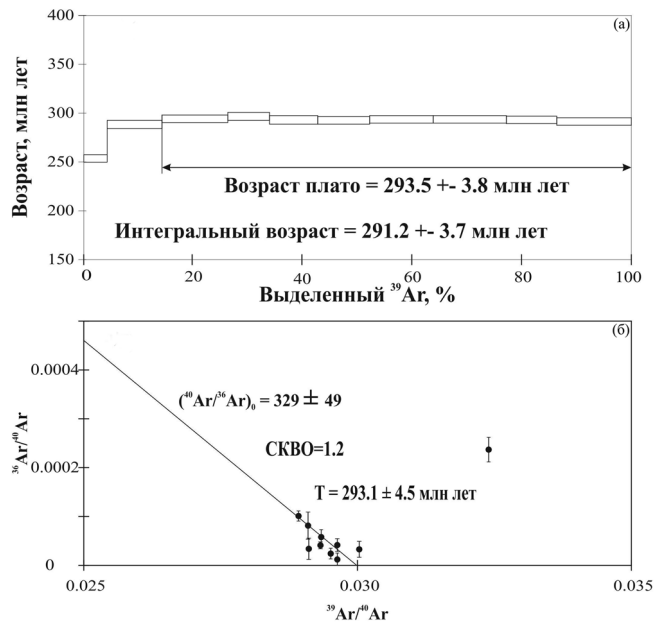 400
(а)
350
300
250
200
150
Возраст, млн лет
Возраст плато = 293.5 +- 3.8 млн лет
Интегральный возраст = 291.2 +- 3.7 млн лет
0 20 40 60 80 100
Выделенный ³⁹Ar, %
(б)
0.0004
0.0002
0
³⁶Ar/⁴⁰Ar
(⁴⁰Ar/³⁶Ar)₀ = 329 ± 49
СКВО=1.2
T = 293.1 ± 4.5 млн лет
0.025 0.030 0.035
³⁹Ar/⁴⁰Ar